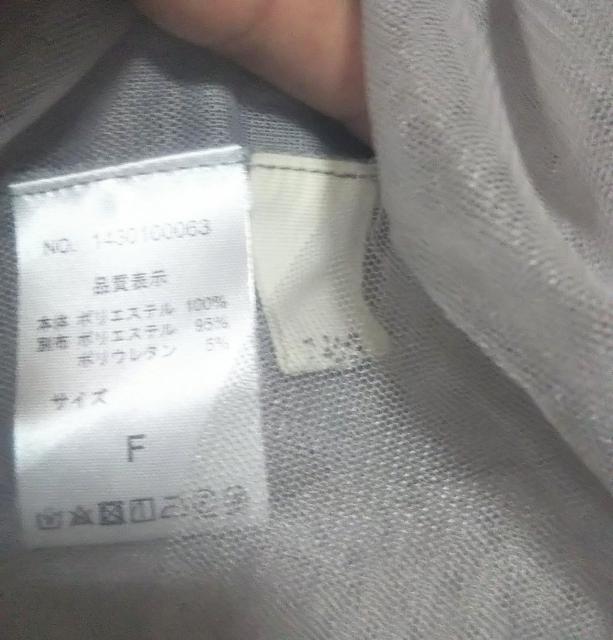 NO. 1430100063
品質表示
本体 ポリエステル 100%
別布 ポリエステル 95%
ポリウレタン 5%
サイズ
F